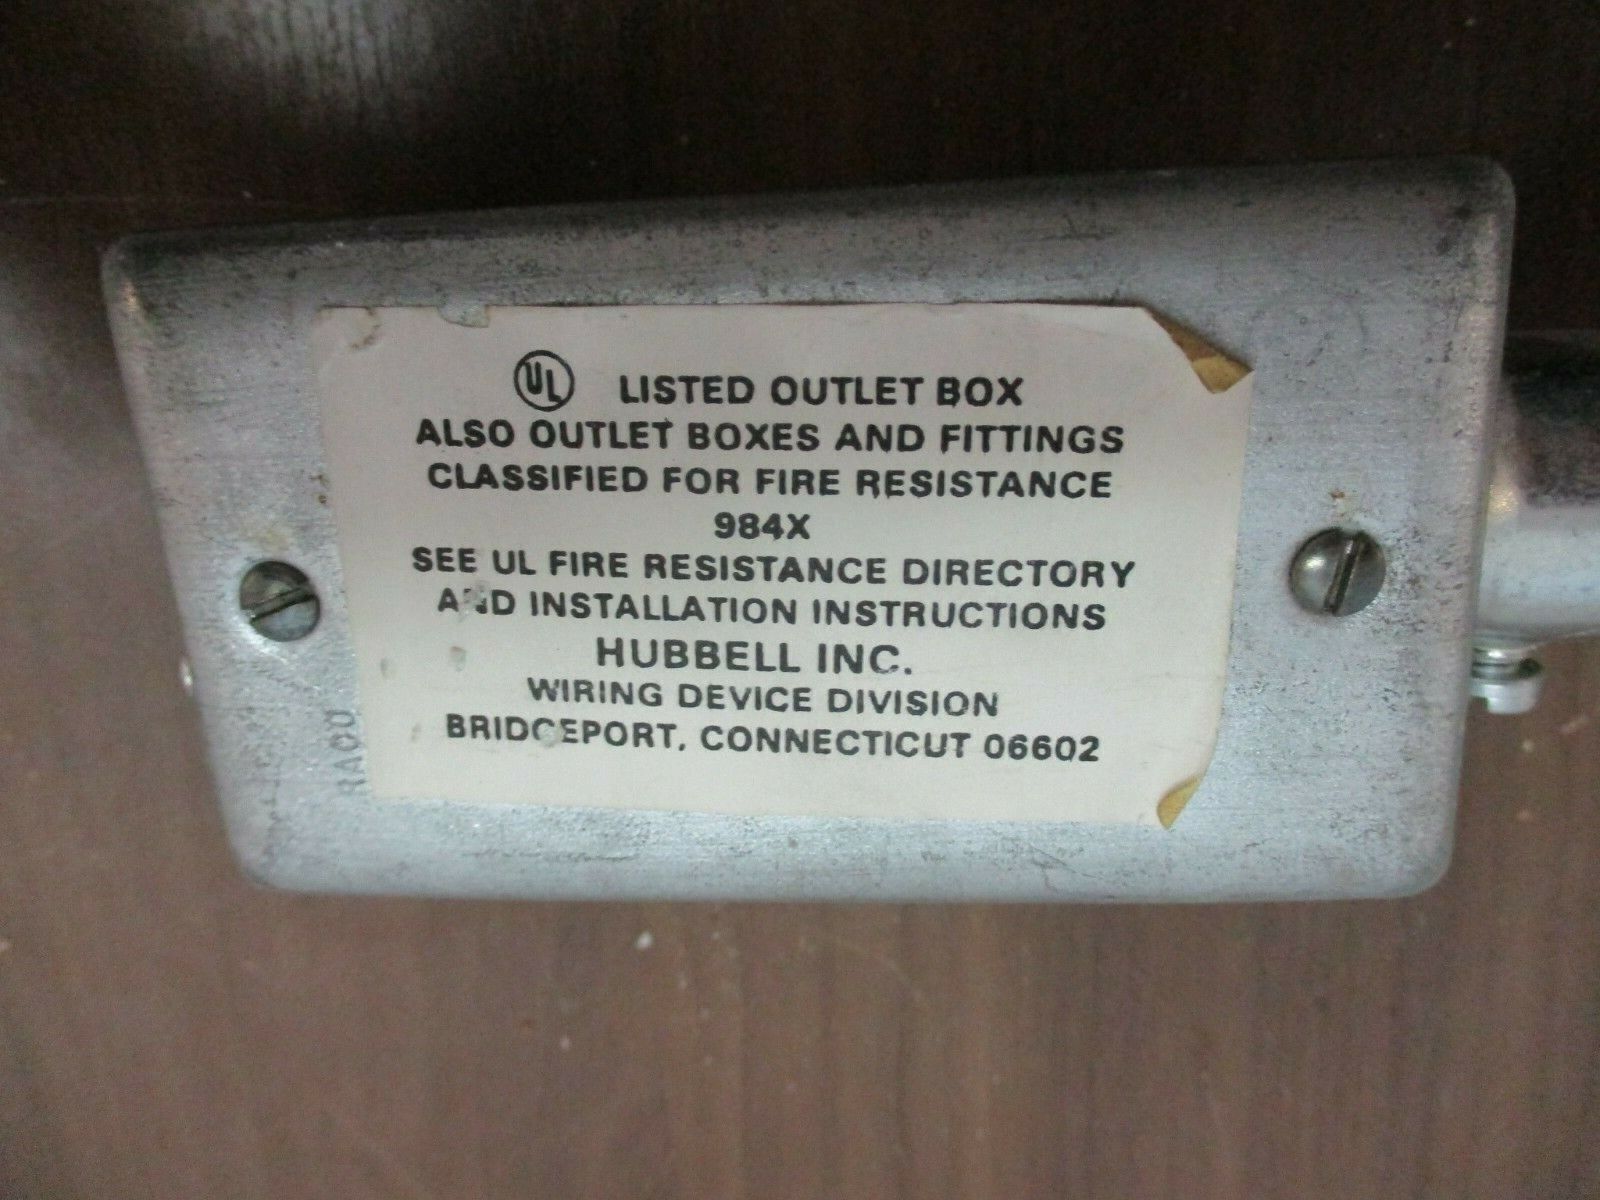 UL LISTED OUTLET BOX
ALSO OUTLET BOXES AND FITTINGS
CLASSIFIED FOR FIRE RESISTANCE
984X
SEE UL FIRE RESISTANCE DIRECTORY
AND INSTALLATION INSTRUCTIONS
HUBBELL INC.
WIRING DEVICE DIVISION
BRIDGEPORT, CONNECTICUT 06602
RACO